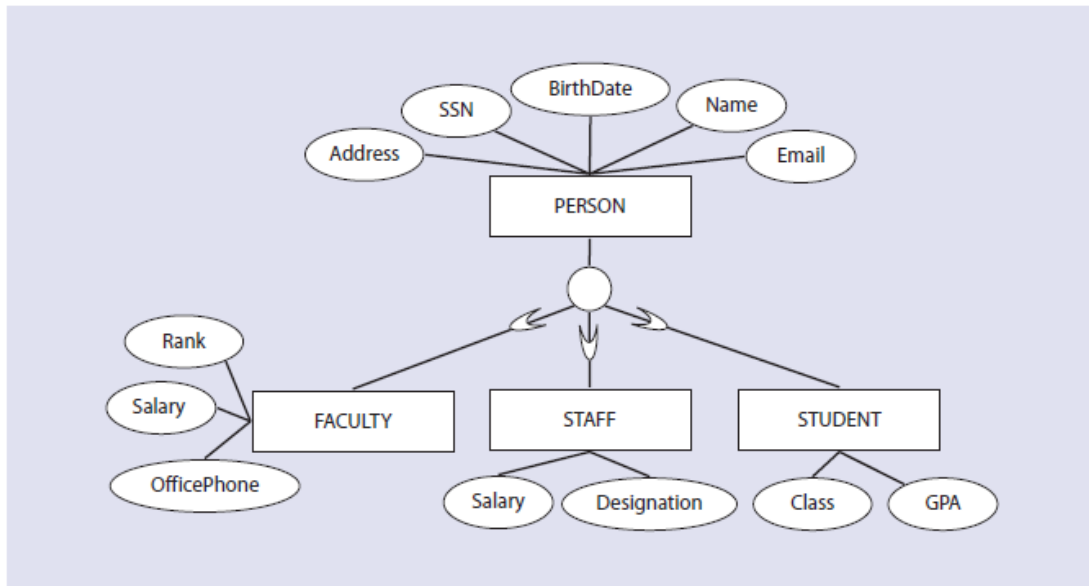 BirthDate
SSN
Name
Address
Email
PERSON
Rank
Salary
FACULTY
STAFF
STUDENT
OfficePhone
Salary
Designation
Class
GPA